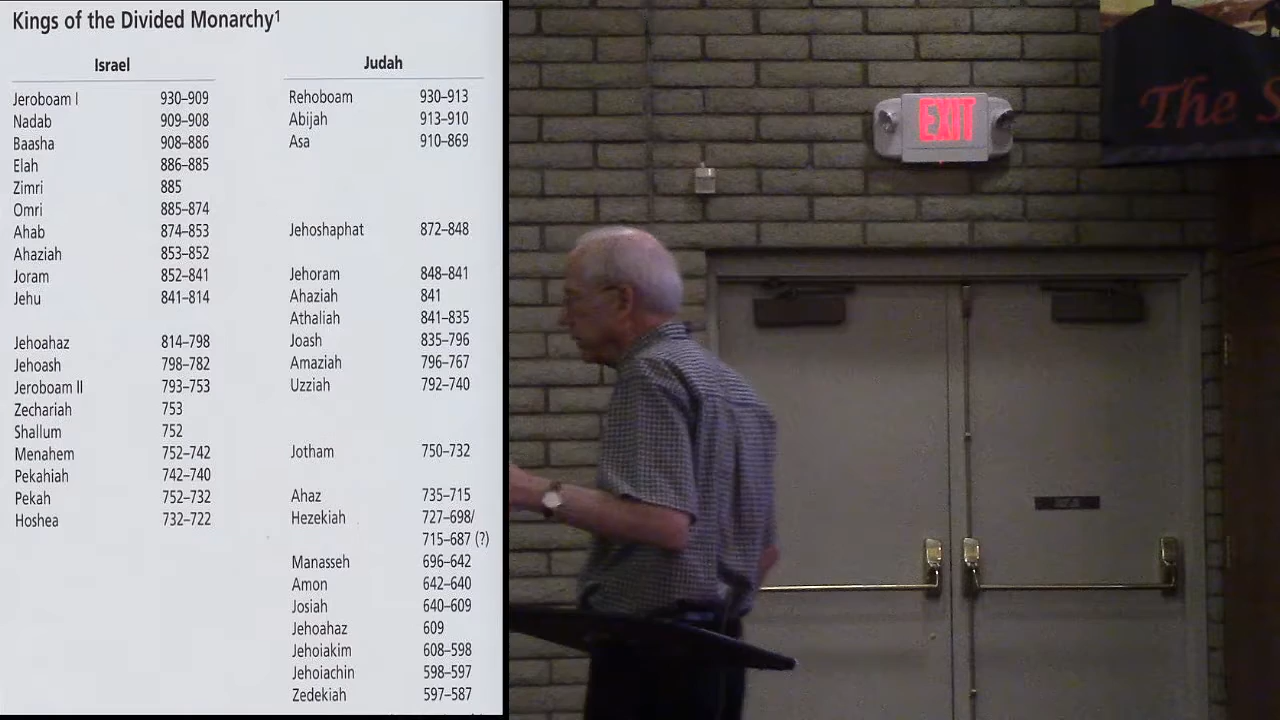 Kings of the Divided Monarchy1
Israel
Jeroboam I 930–909
Nadab 909–908
Baasha 908–886
Elah 886–885
Zimri 885
Omri 885–874
Ahab 874–853
Ahaziah 853–852
Joram 852–841
Jehu 841–814
Jehoahaz 814–798
Jehoash 798–782
Jeroboam II 793–753
Zechariah 753
Shallum 752
Menahem 752–742
Pekahiah 742–740
Pekah 752–732
Hoshea 732–722
Judah
Rehoboam 930–913
Abijah 913–910
Asa 910–869
Jehoshaphat 872–848
Jehoram 848–841
Ahaziah 841
Athaliah 841–835
Joash 835–796
Amaziah 796–767
Uzziah 792–740
Jotham 750–732
Ahaz 735–715
Hezekiah 727–698/
715–687 (?)
Manasseh 696–642
Amon 642–640
Josiah 640–609
Jehoahaz 609
Jehoiakim 608–598
Jehoiachin 598–597
Zedekiah 597–587
EXIT
The S